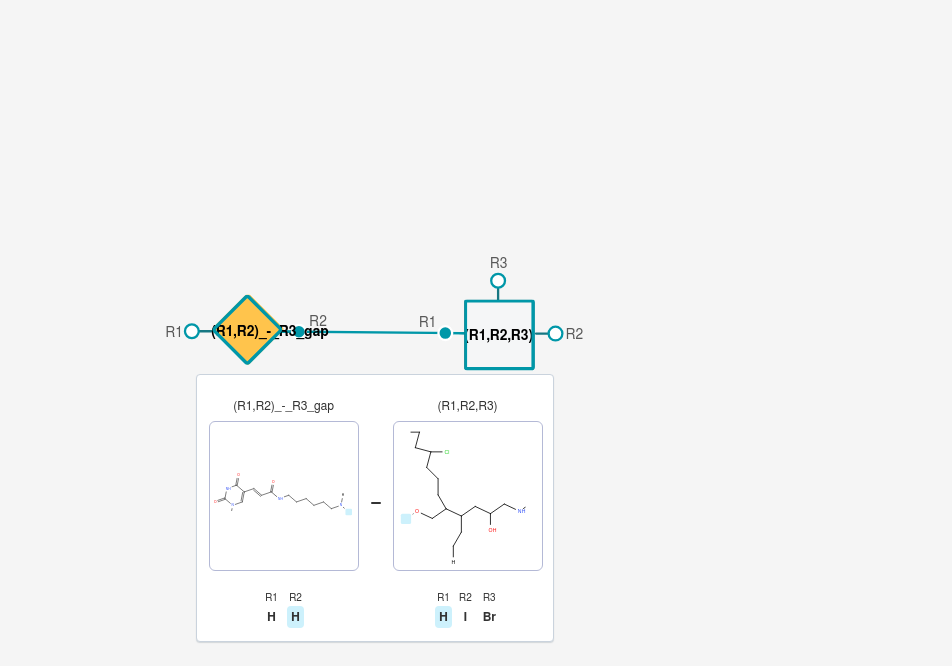 R3
R1
(R1,R2)_-_R3_gap
R2
R1
(R1,R2,R3)
R2
(R1,R2)_-_R3_gap
(R1,R2,R3)
Cl
O
OH
H
R1 R2
H H
R1 R2 R3
H I Br